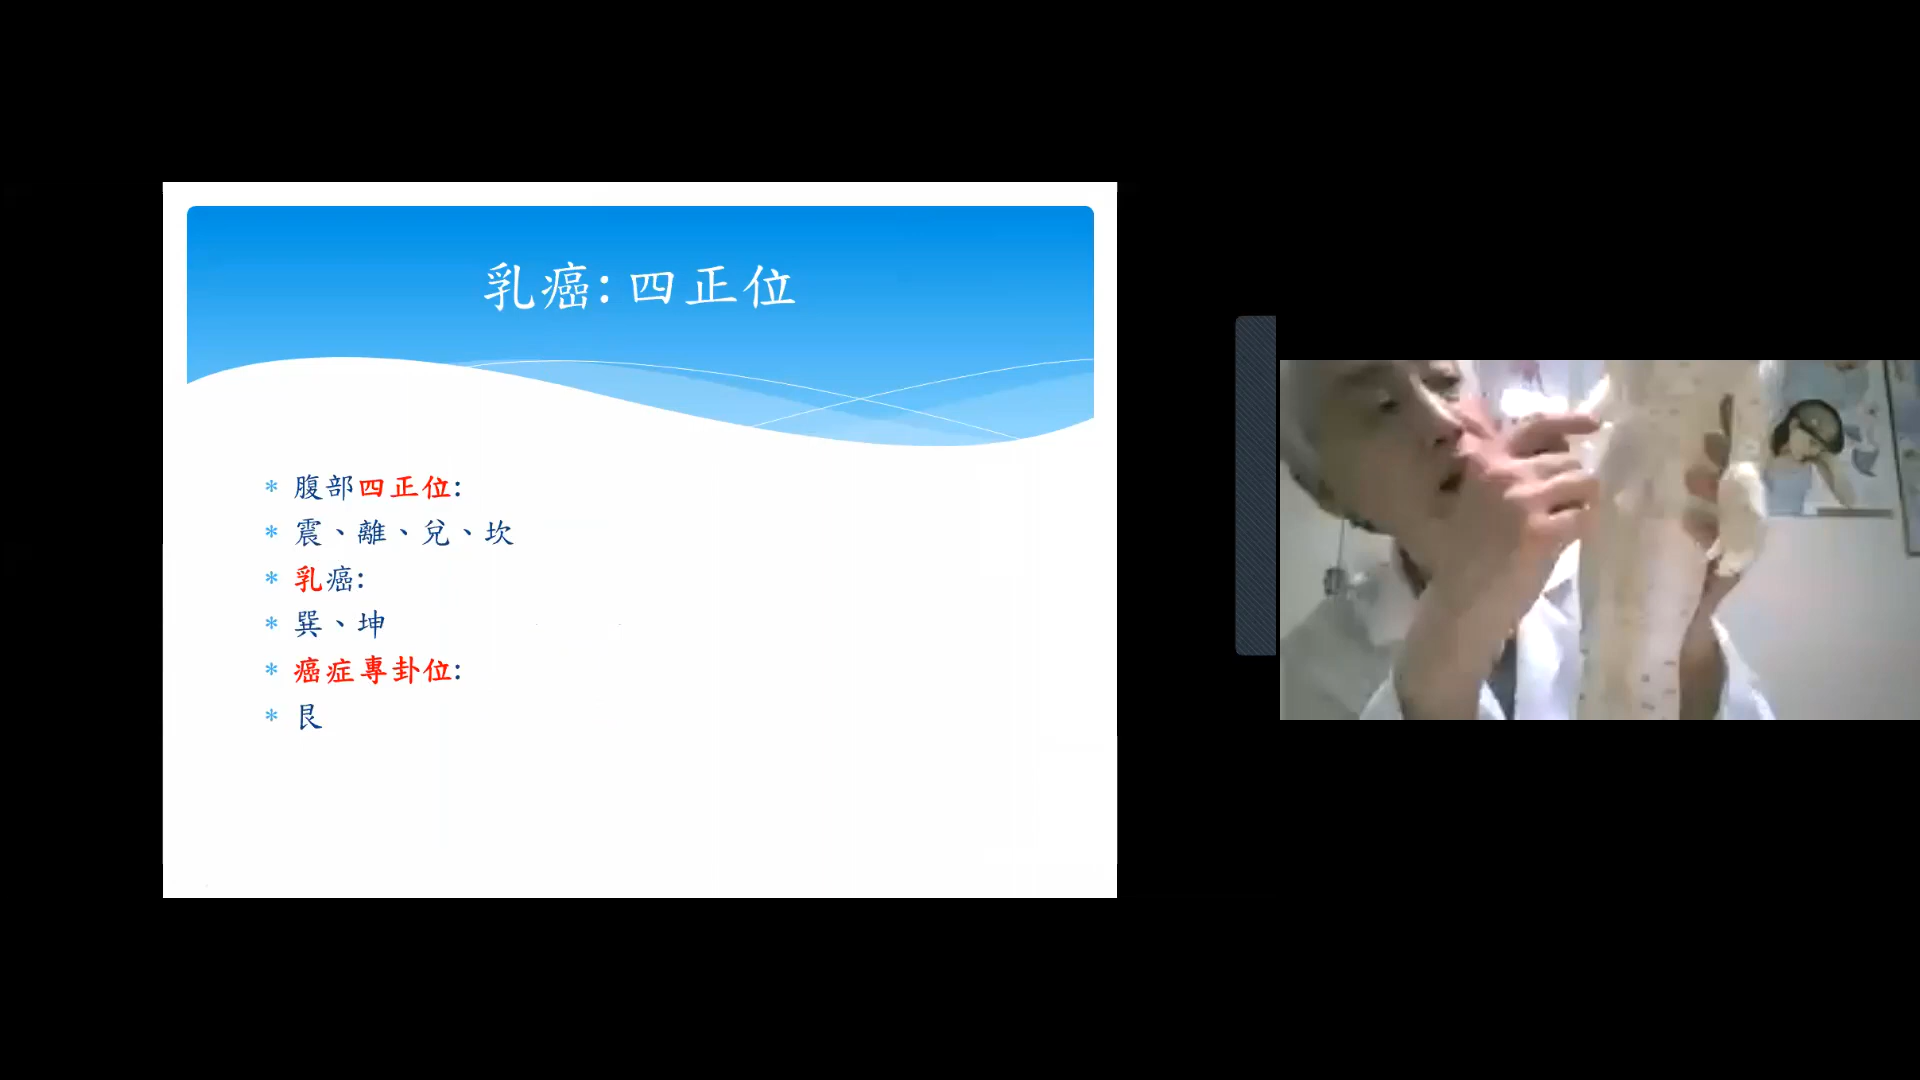 乳癌:四正位
* 腹部四正位:
* 震、離、兌、坎
* 乳癌:
* 巽、坤
* 癌症專卦位:
* 艮